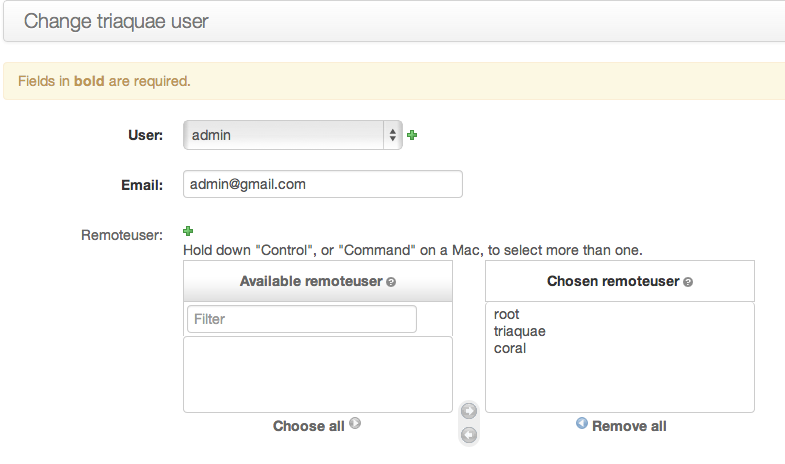 Change triaquae user
Fields in bold are required.
User: admin
Email: admin@gmail.com
Remoteuser:
Hold down "Control", or "Command" on a Mac, to select more than one.
Available remoteuser ?
Chosen remoteuser ?
Filter
root
triaquae
coral
Choose all
Remove all